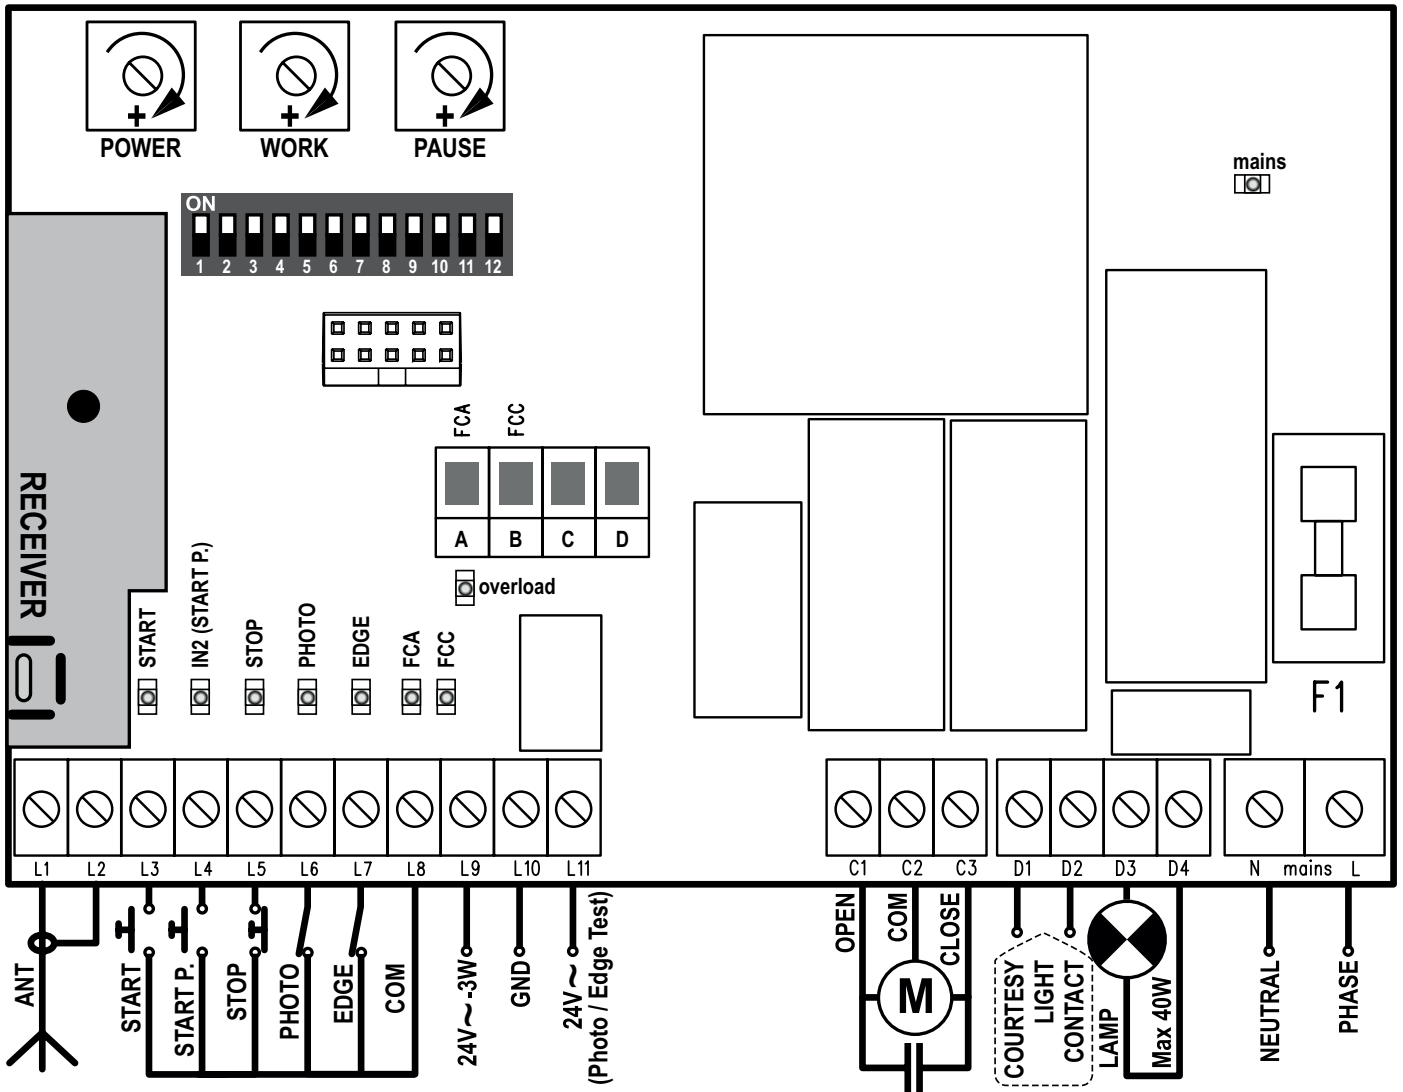 POWER
WORK
PAUSE
mains
ON
1 2 3 4 5 6 7 8 9 10 11 12
FCA
FCC
RECEIVER
A B C D
overload
START
IN2 (START P.)
STOP
PHOTO
EDGE
FCA
FCC
F1
L1 L2 L3 L4 L5 L6 L7 L8 L9 L10 L11
C1 C2 C3
D1 D2 D3 D4
N mains L
ANT
START
START P.
STOP
PHOTO
EDGE
COM
24V~-3W
GND
24V~
(Photo / Edge Test)
OPEN
COM
CLOSE
M
COURTESY
LIGHT
CONTACT
LAMP
Max 40W
NEUTRAL
PHASE